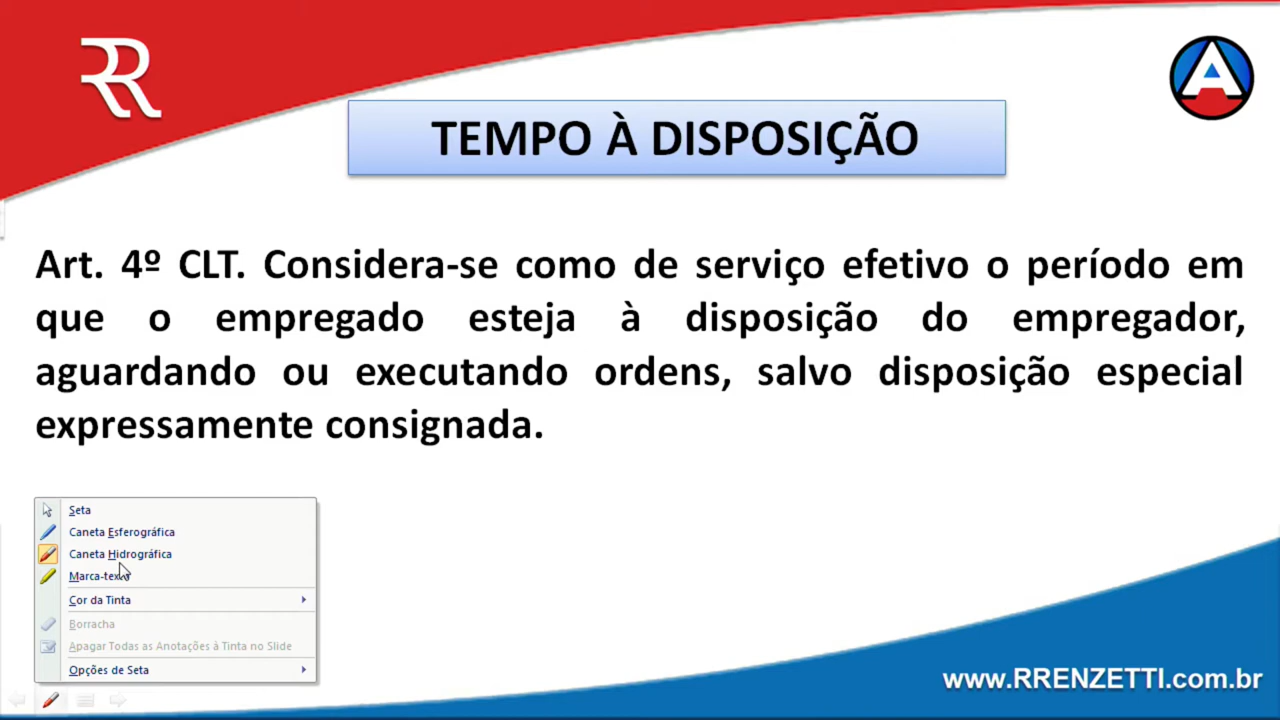 RR
A
TEMPO À DISPOSIÇÃO
Art. 4º CLT. Considera-se como de serviço efetivo o período em
que o empregado esteja à disposição do empregador,
aguardando ou executando ordens, salvo disposição especial
expressamente consignada.
Seta
Caneta Esferográfica
Caneta Hidrográfica
Marca-texto
Cor da Tinta
Borracha
Apagar Todas as Anotações à Tinta no Slide
Opções de Seta
www.RRENZETTI.com.br